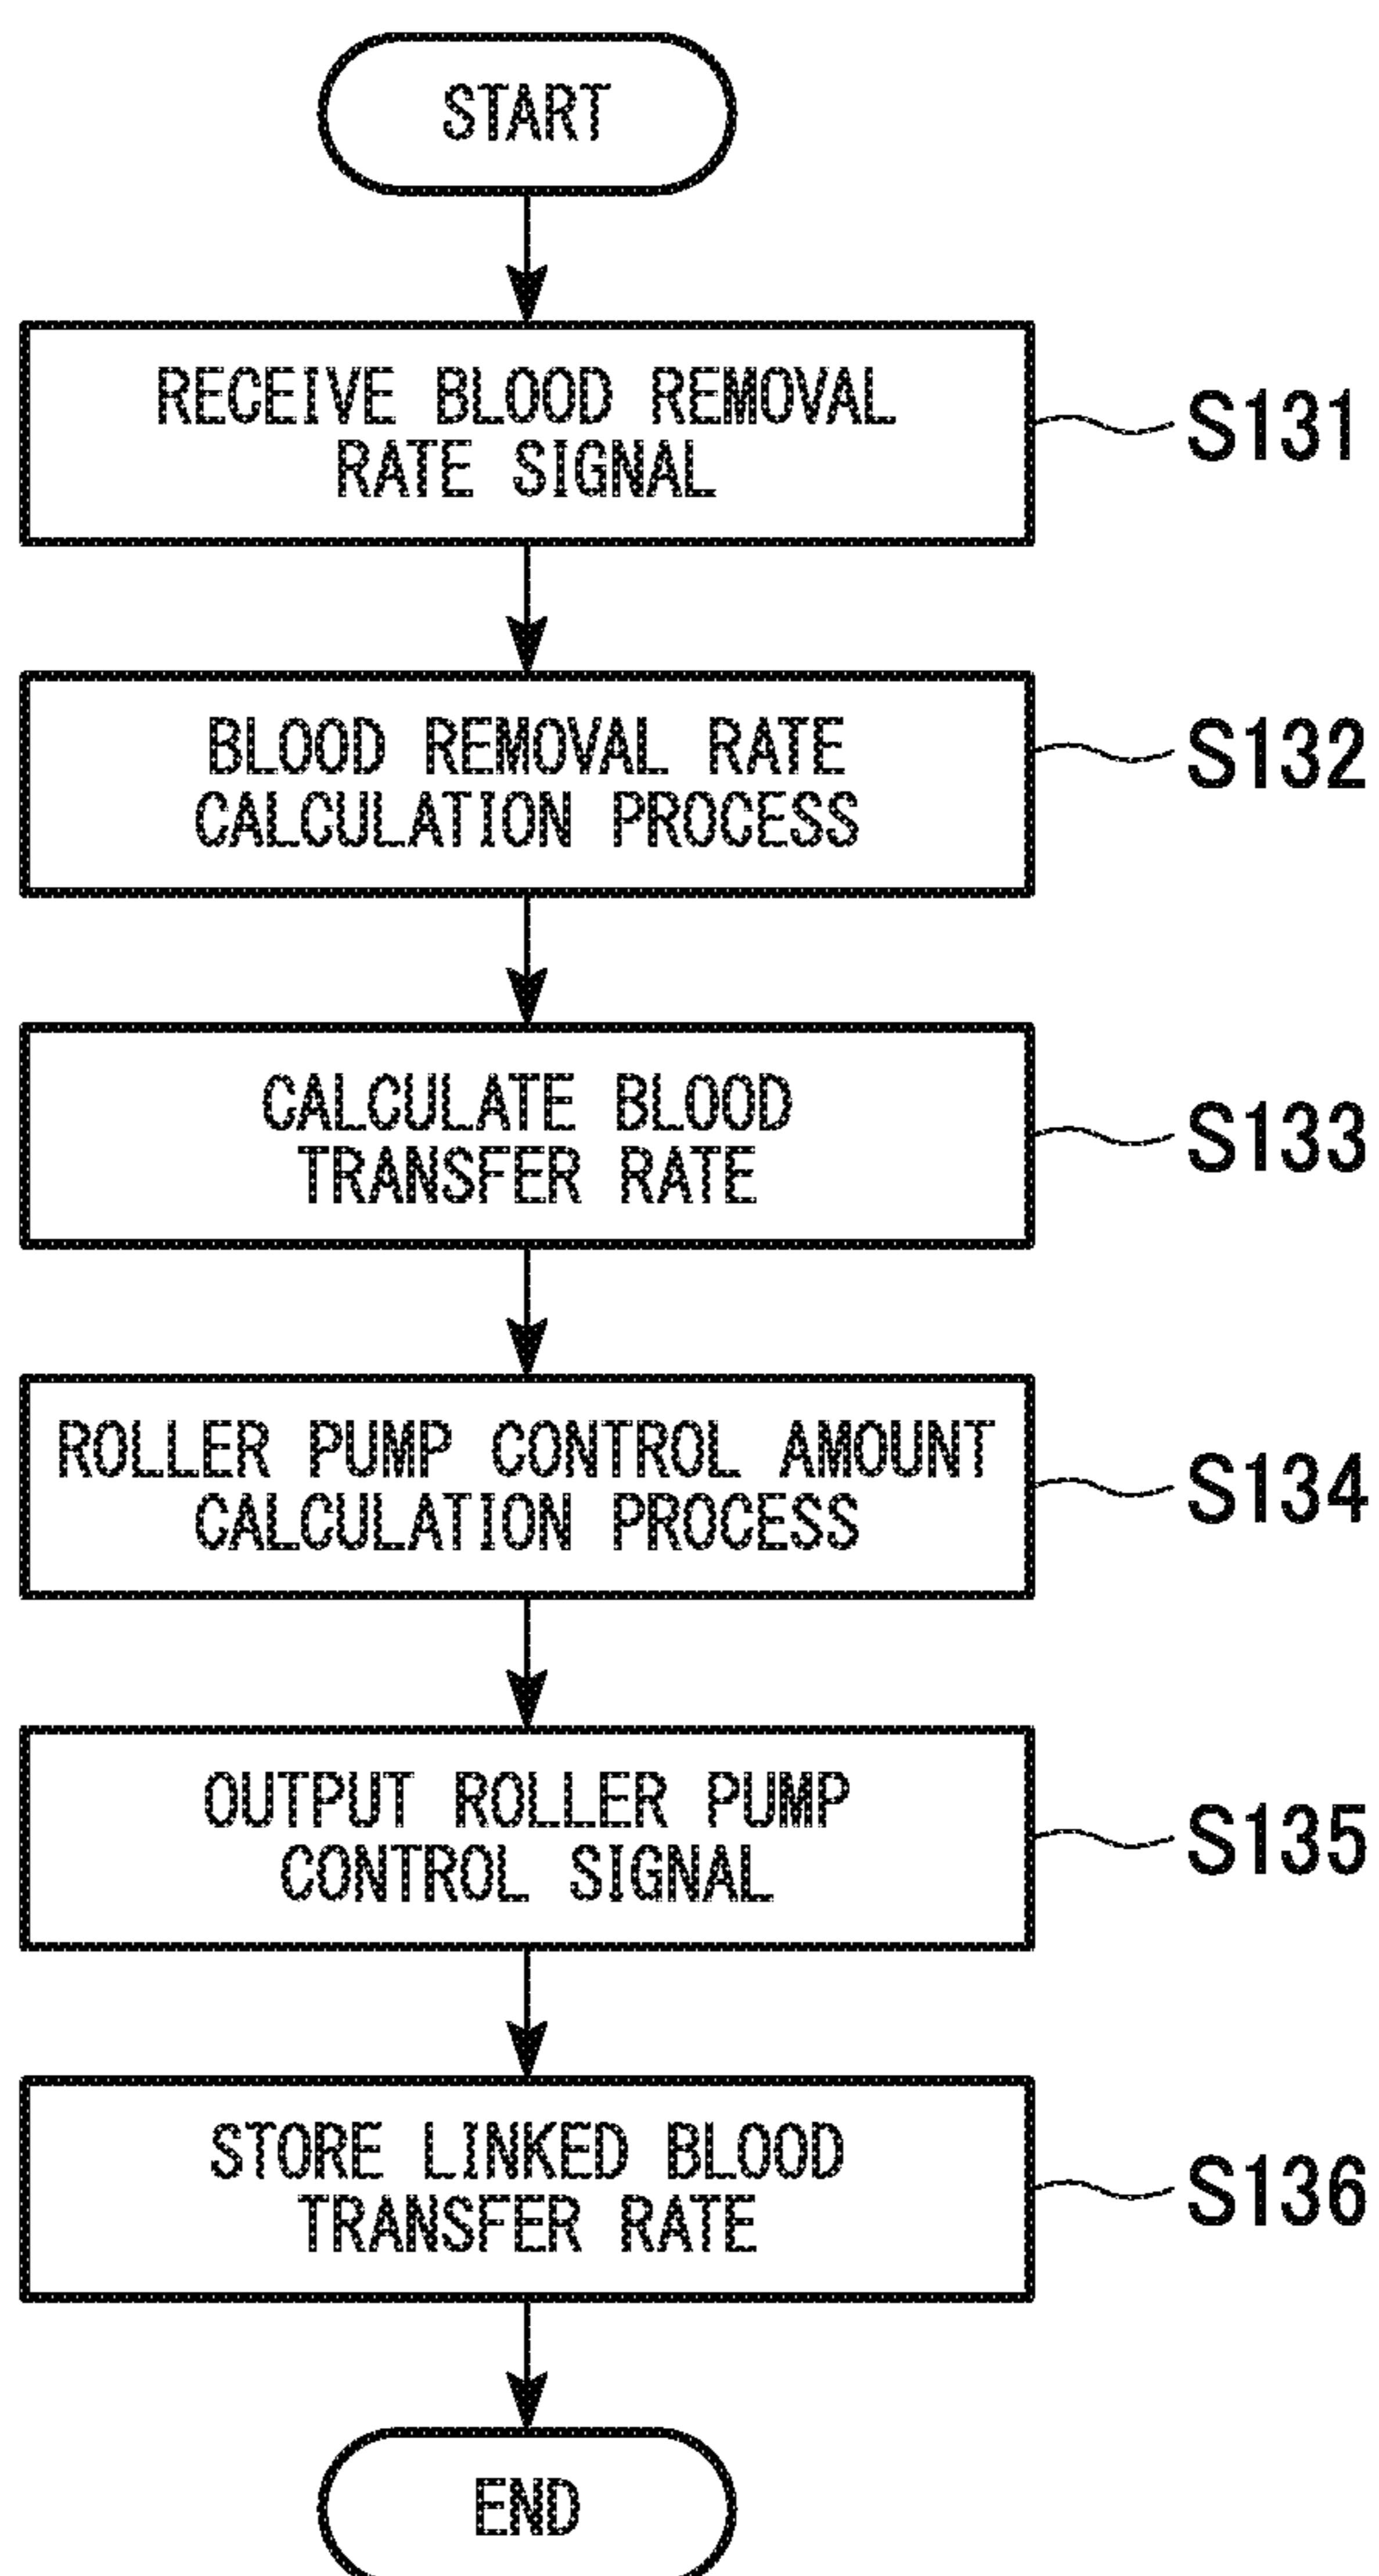 START
RECEIVE BLOOD REMOVAL
RATE SIGNAL
S131
BLOOD REMOVAL RATE
CALCULATION PROCESS
S132
CALCULATE BLOOD
TRANSFER RATE
S133
ROLLER PUMP CONTROL AMOUNT
CALCULATION PROCESS
S134
OUTPUT ROLLER PUMP
CONTROL SIGNAL
S135
STORE LINKED BLOOD
TRANSFER RATE
S136
END